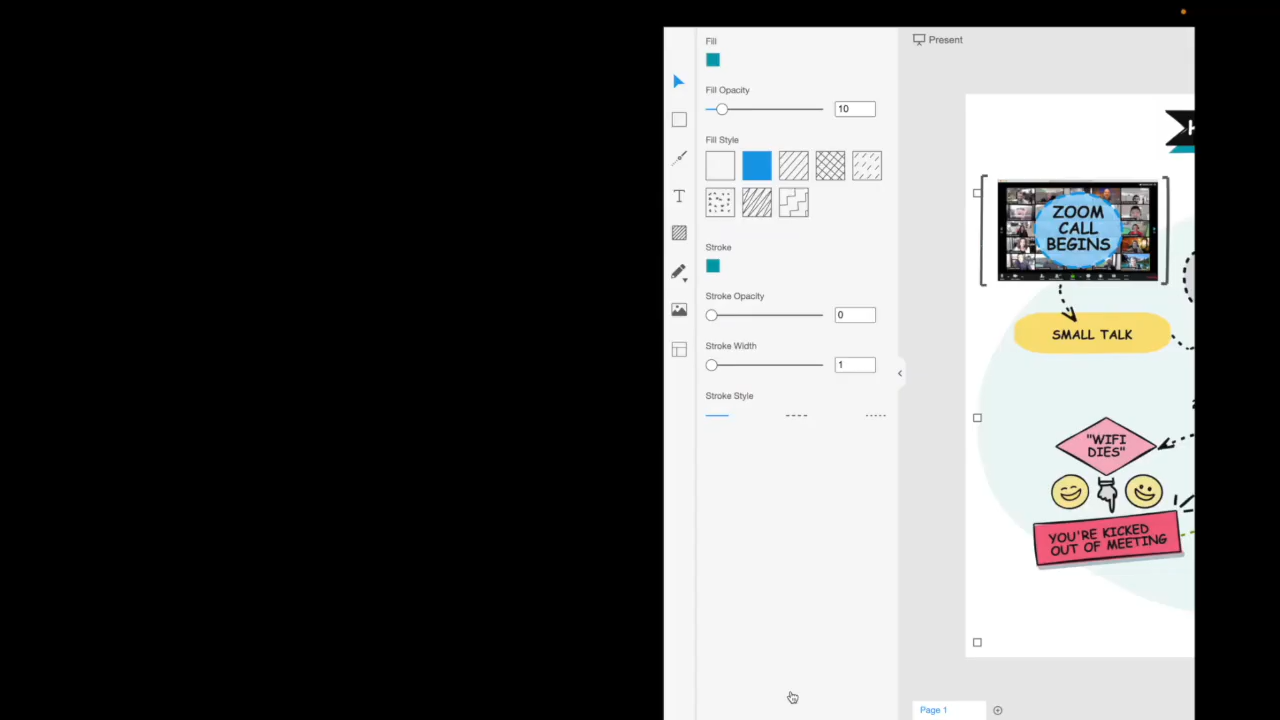 Fill
Present
Fill Opacity
10
Fill Style
Stroke
Stroke Opacity
0
Stroke Width
1
Stroke Style
ZOOM
CALL
BEGINS
SMALL TALK
"WIFI
DIES"
YOU'RE KICKED
OUT OF MEETING
Page 1